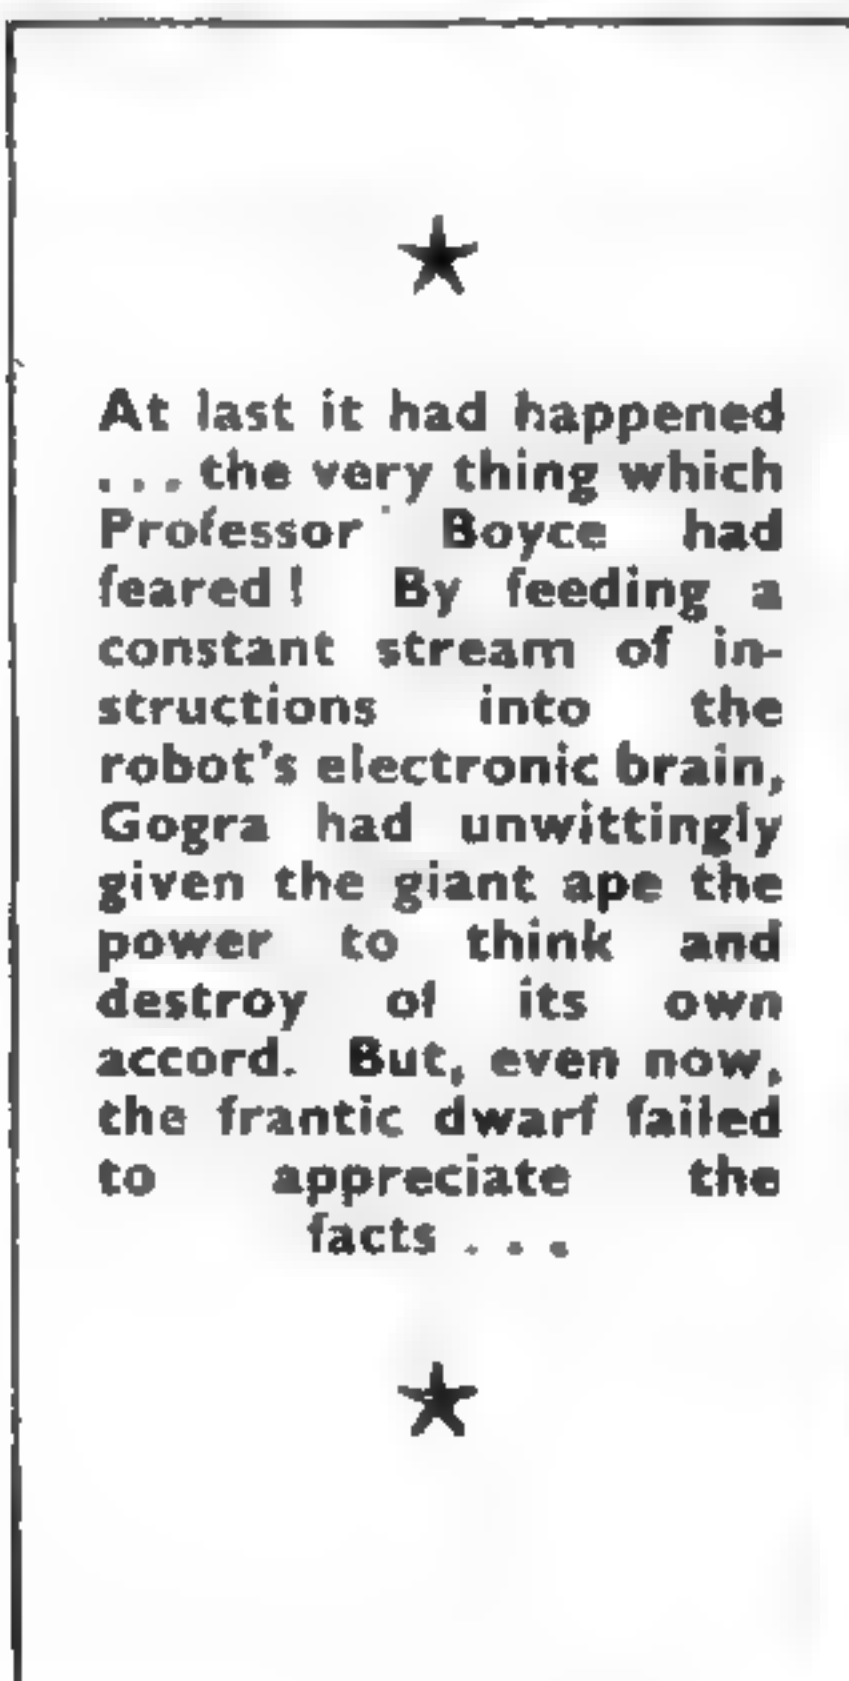 At last it had happened
... the very thing which
Professor Boyce had
feared! By feeding a
constant stream of in-
structions into the
robot's electronic brain,
Gogra had unwittingly
given the giant ape the
power to think and
destroy of its own
accord. But, even now,
the frantic dwarf failed
to appreciate the
facts ...